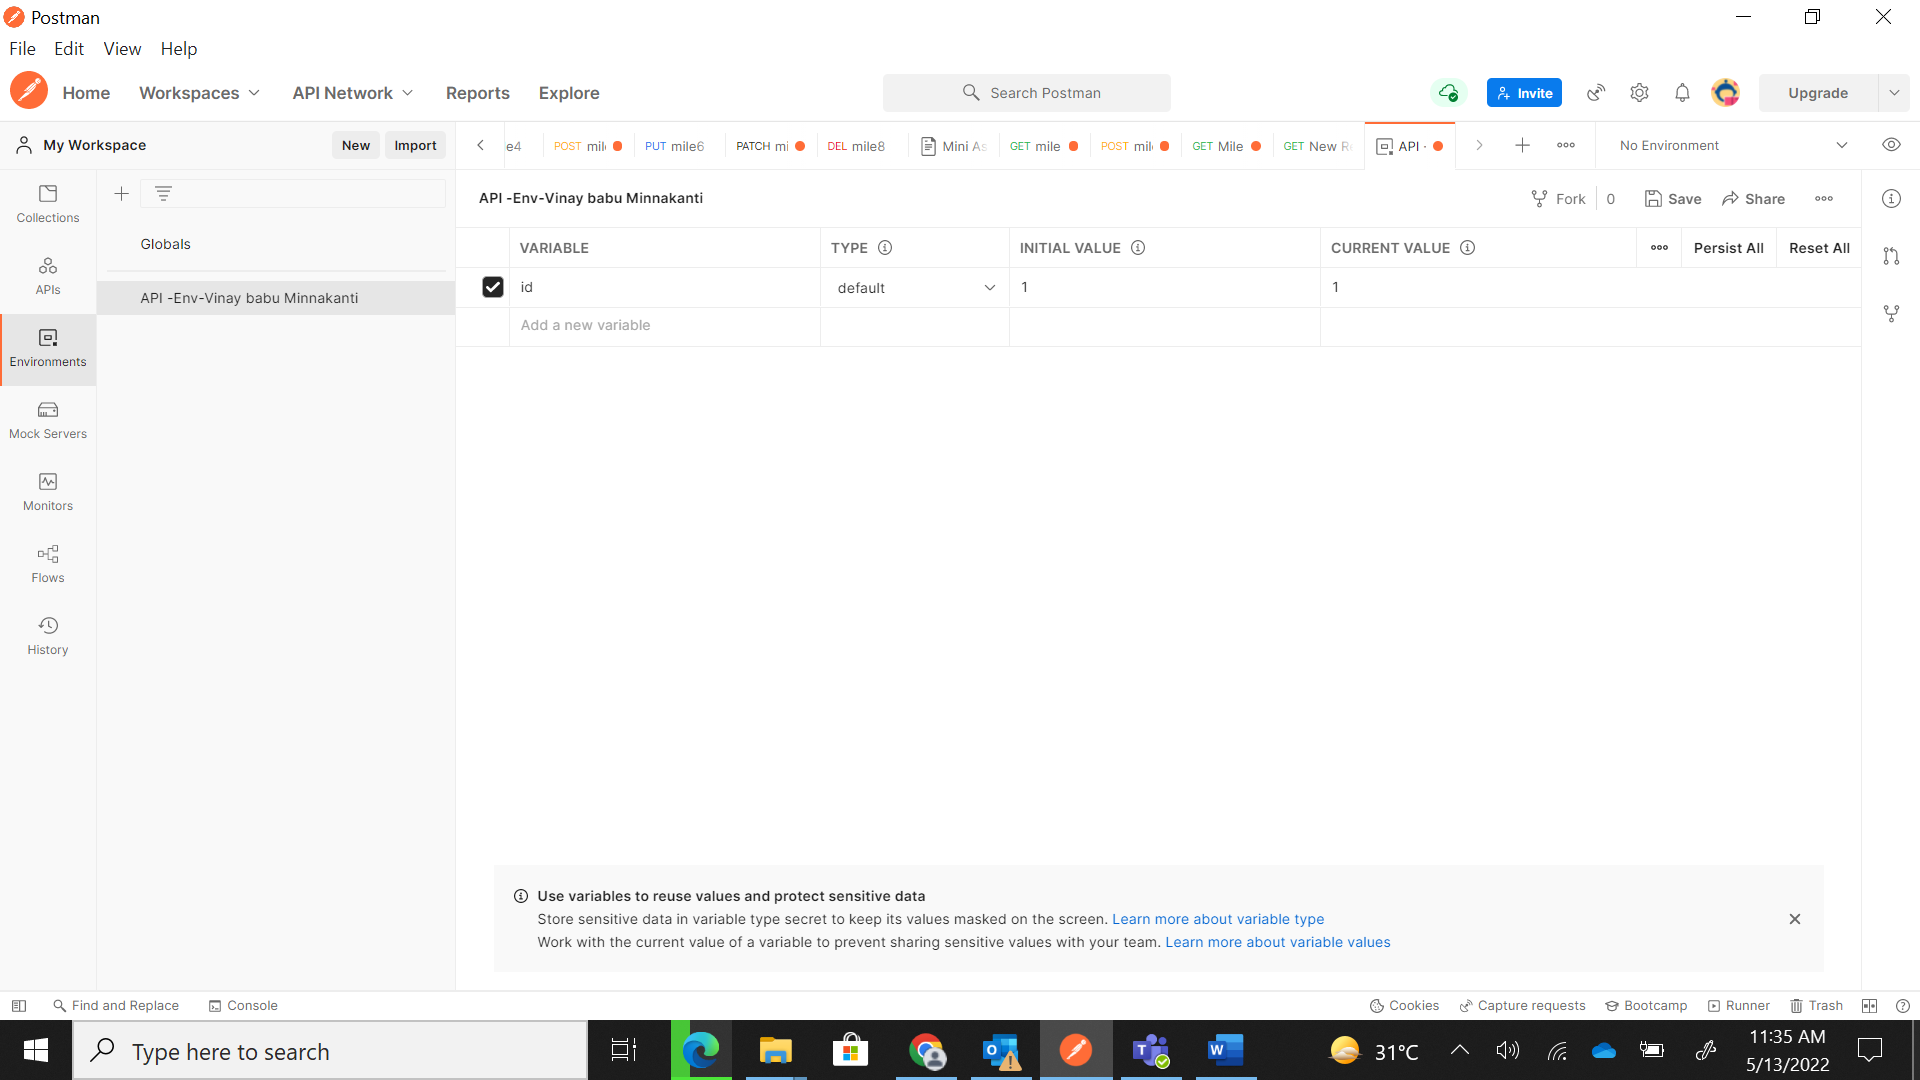 Postman
File Edit View Help
Home Workspaces API Network Reports Explore Search Postman Invite Upgrade
My Workspace New Import e4 POST mil PUT mile6 PATCH mi DEL mile8 Mini As GET mile POST mil GET Mile GET New Re API - No Environment
API -Env-Vinay babu Minnakanti Fork 0 Save Share
Collections
Globals
VARIABLE TYPE INITIAL VALUE CURRENT VALUE Persist All Reset All
APIs
API -Env-Vinay babu Minnakanti
id default 1 1
Add a new variable
Environments
Mock Servers
Monitors
Flows
History
Use variables to reuse values and protect sensitive data
Store sensitive data in variable type secret to keep its values masked on the screen. Learn more about variable type
Work with the current value of a variable to prevent sharing sensitive values with your team. Learn more about variable values
Find and Replace Console Cookies Capture requests Bootcamp Runner Trash
Type here to search 31°C 11:35 AM
5/13/2022